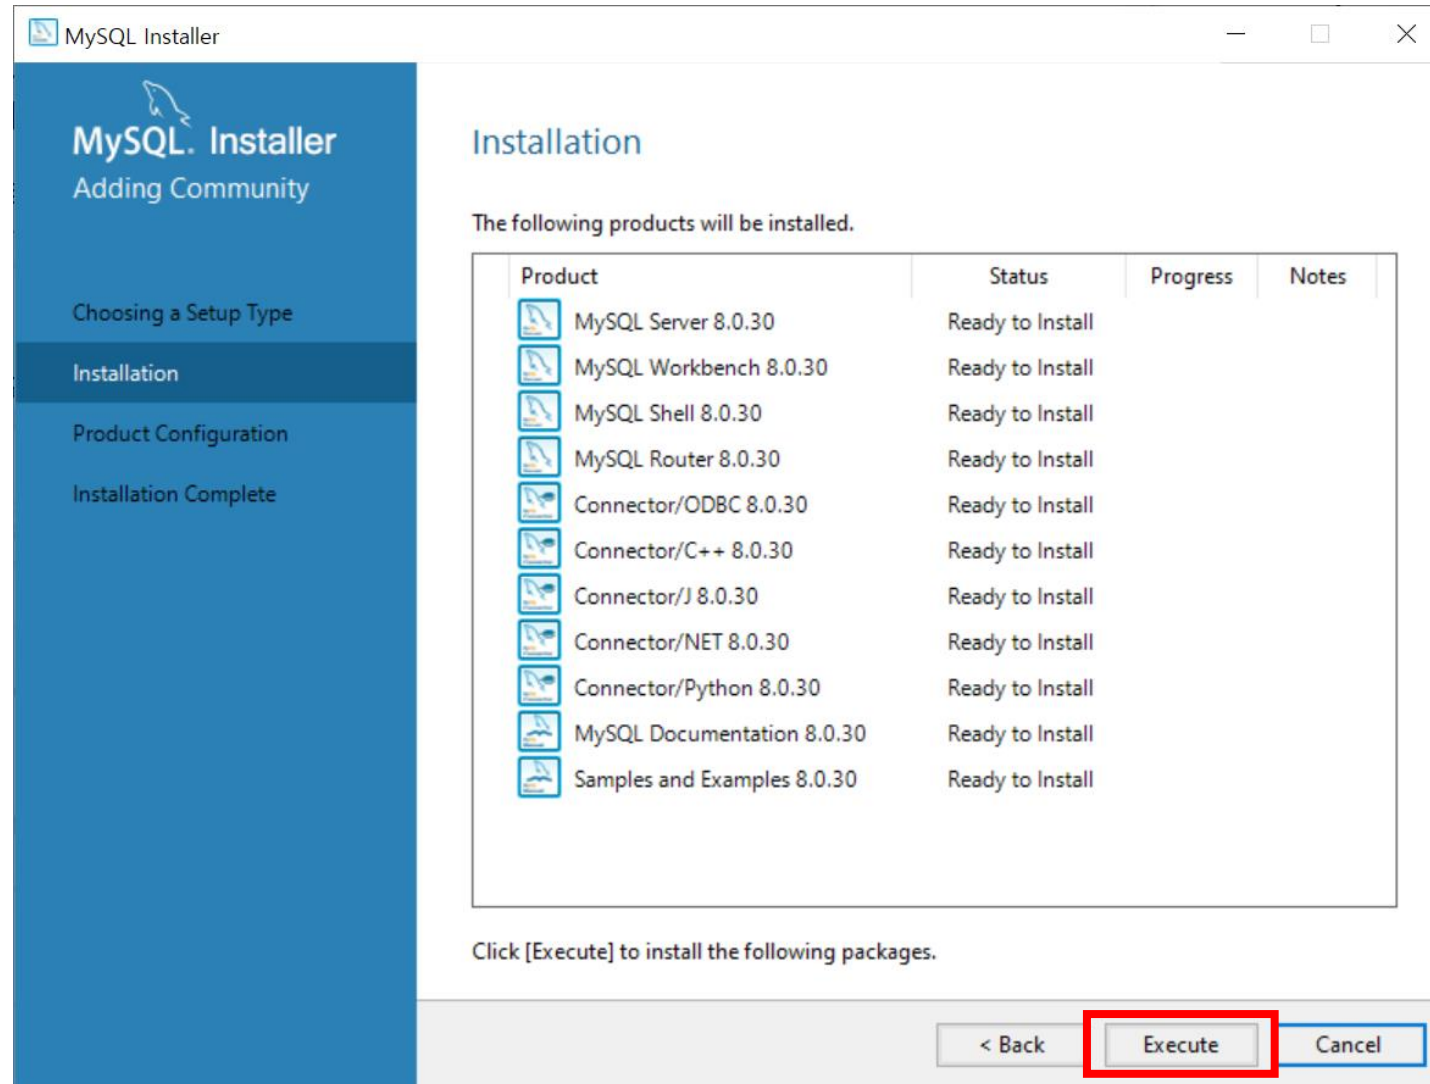 MySQL Installer
MySQL. Installer
Adding Community
Choosing a Setup Type
Installation
Product Configuration
Installation Complete
Installation
The following products will be installed.
Product Status Progress Notes
MySQL Server 8.0.30 Ready to Install
MySQL Workbench 8.0.30 Ready to Install
MySQL Shell 8.0.30 Ready to Install
MySQL Router 8.0.30 Ready to Install
Connector/ODBC 8.0.30 Ready to Install
Connector/C++ 8.0.30 Ready to Install
Connector/J 8.0.30 Ready to Install
Connector/NET 8.0.30 Ready to Install
Connector/Python 8.0.30 Ready to Install
MySQL Documentation 8.0.30 Ready to Install
Samples and Examples 8.0.30 Ready to Install
Click [Execute] to install the following packages.
< Back Execute Cancel